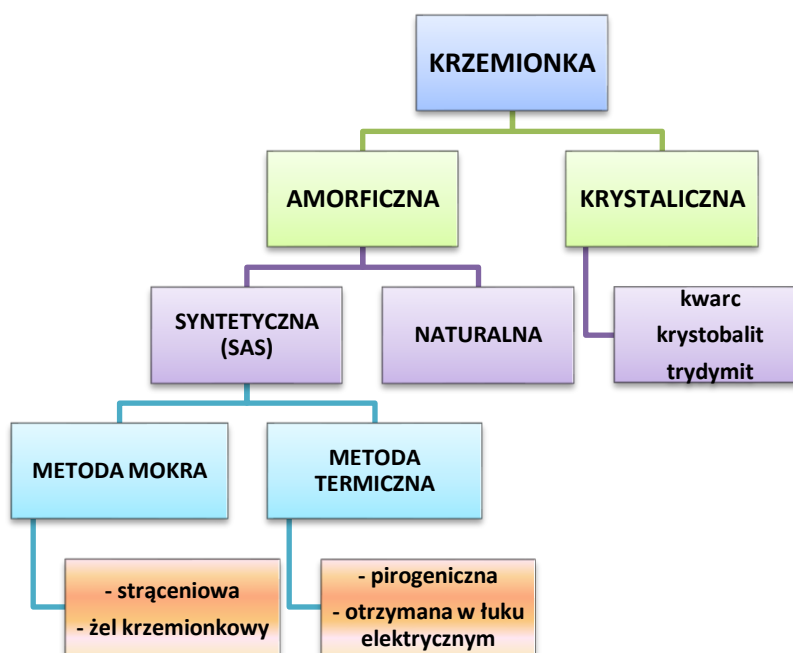 KRZEMIONKA
AMORFICZNA
KRYSTALICZNA
SYNTETYCZNA
(SAS)
NATURALNA
kwarc
krystobalit
trydymit
METODA MOKRA
METODA
TERMICZNA
- strąceniowa
- żel krzemionkowy
- pirogeniczna
- otrzymana w łuku
elektrycznym